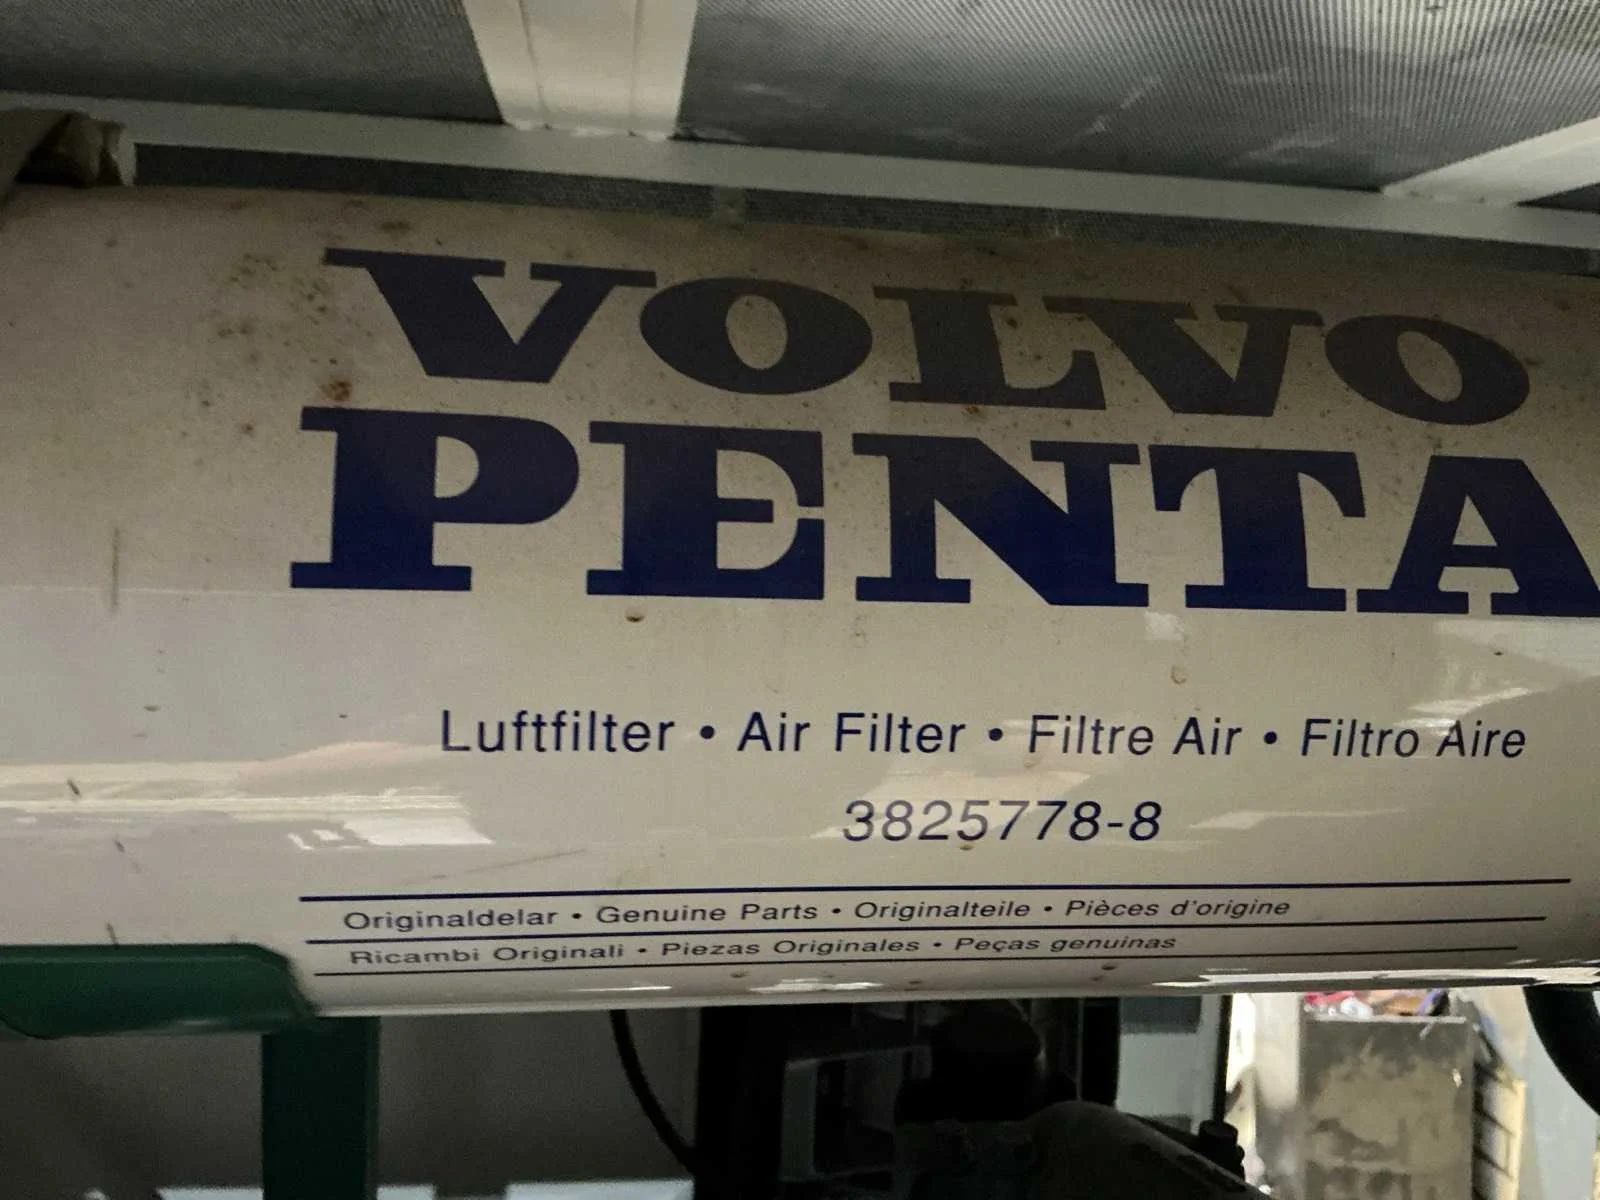 VOLVO
PENTA
Luftfilter • Air Filter • Filtre Air • Filtro Aire
3825778-8
Originaldelar • Genuine Parts • Originalteile • Pièces d'origine
Ricambi Originali • Piezas Originales • Peças genuinas